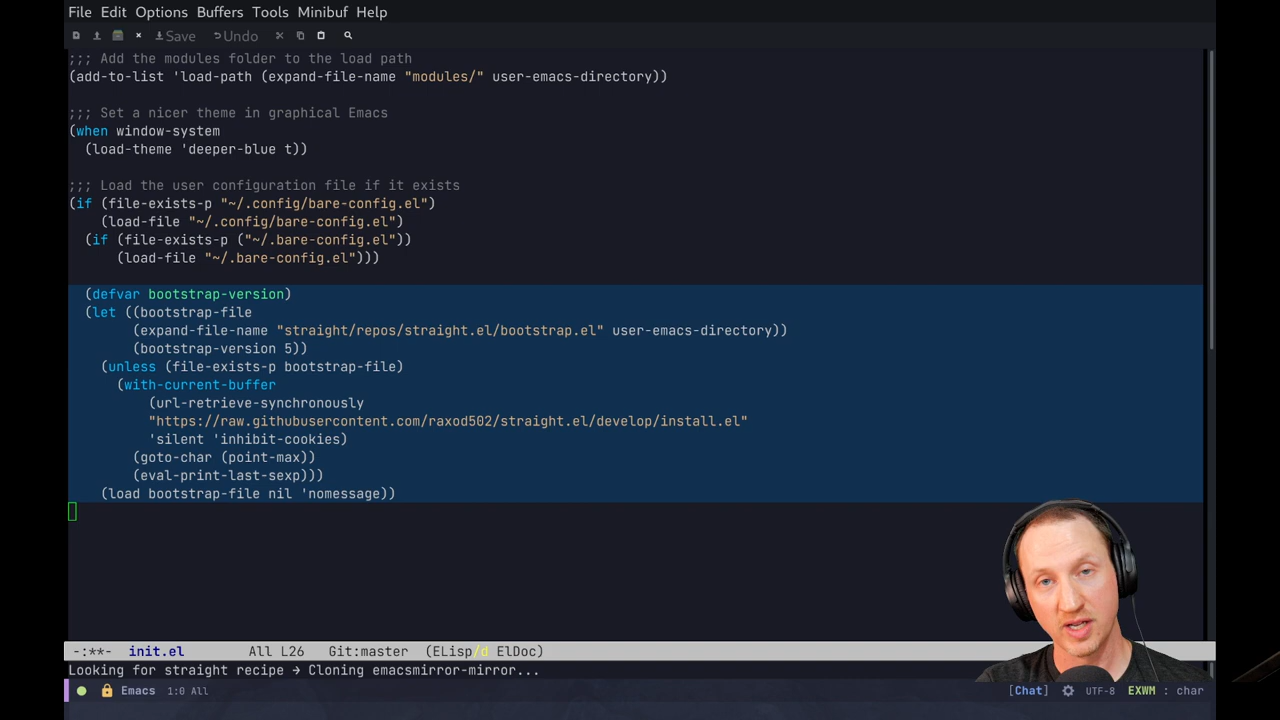 File Edit Options Buffers Tools Minibuf Help
Save Undo
;;; Add the modules folder to the load path
(add-to-list 'load-path (expand-file-name "modules/" user-emacs-directory))
;;; Set a nicer theme in graphical Emacs
(when window-system
  (load-theme 'deeper-blue t))
;;; Load the user configuration file if it exists
(if (file-exists-p "~/.config/bare-config.el")
    (load-file "~/.config/bare-config.el")
  (if (file-exists-p ("~/.bare-config.el"))
      (load-file "~/.bare-config.el")))
  (defvar bootstrap-version)
  (let ((bootstrap-file
        (expand-file-name "straight/repos/straight.el/bootstrap.el" user-emacs-directory))
        (bootstrap-version 5))
    (unless (file-exists-p bootstrap-file)
      (with-current-buffer
          (url-retrieve-synchronously
          "https://raw.githubusercontent.com/raxod502/straight.el/develop/install.el"
          'silent 'inhibit-cookies)
        (goto-char (point-max))
        (eval-print-last-sexp)))
    (load bootstrap-file nil 'nomessage))
-:**- init.el All L26 Git:master (ELisp/d ElDoc)
Looking for straight recipe → Cloning emacsmirror-mirror...
Emacs 1:0 All [Chat] UTF-8 EXWM : char